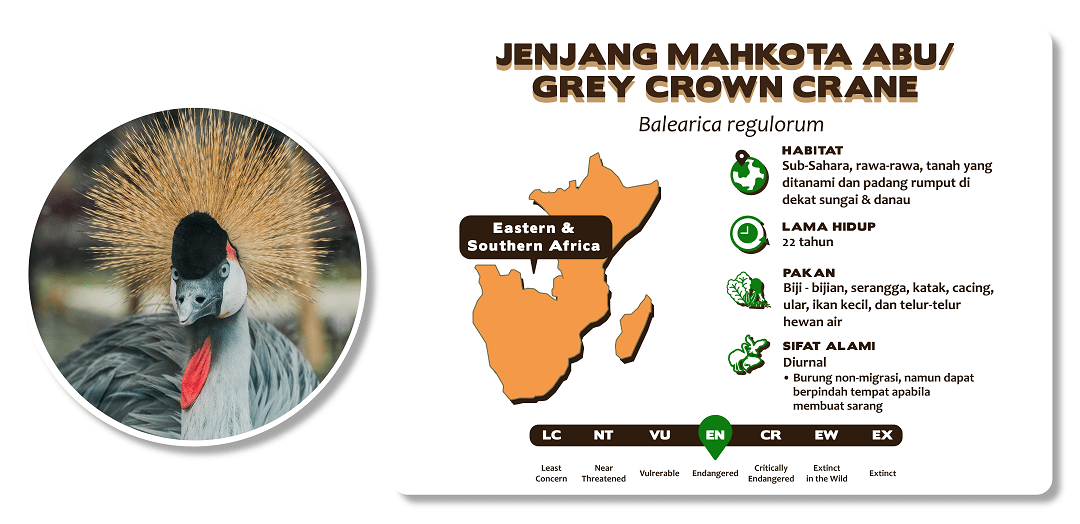 JENJANG MAHKOTA ABU/
GREY CROWN CRANE
Balearica regulorum
Eastern &
Southern Africa
HABITAT
Sub-Sahara, rawa-rawa, tanah yang
ditanami dan padang rumput di
dekat sungai & danau
LAMA HIDUP
22 tahun
PAKAN
Biji - bijian, serangga, katak, cacing,
ular, ikan kecil, dan telur-telur
hewan air
SIFAT ALAMI
Diurnal
• Burung non-migrasi, namun dapat
berpindah tempat apabila
membuat sarang
LC NT VU EN CR EW EX
Least Concern Near Threatened Vulrerable Endangered Critically Endangered Extinct in the Wild Extinct